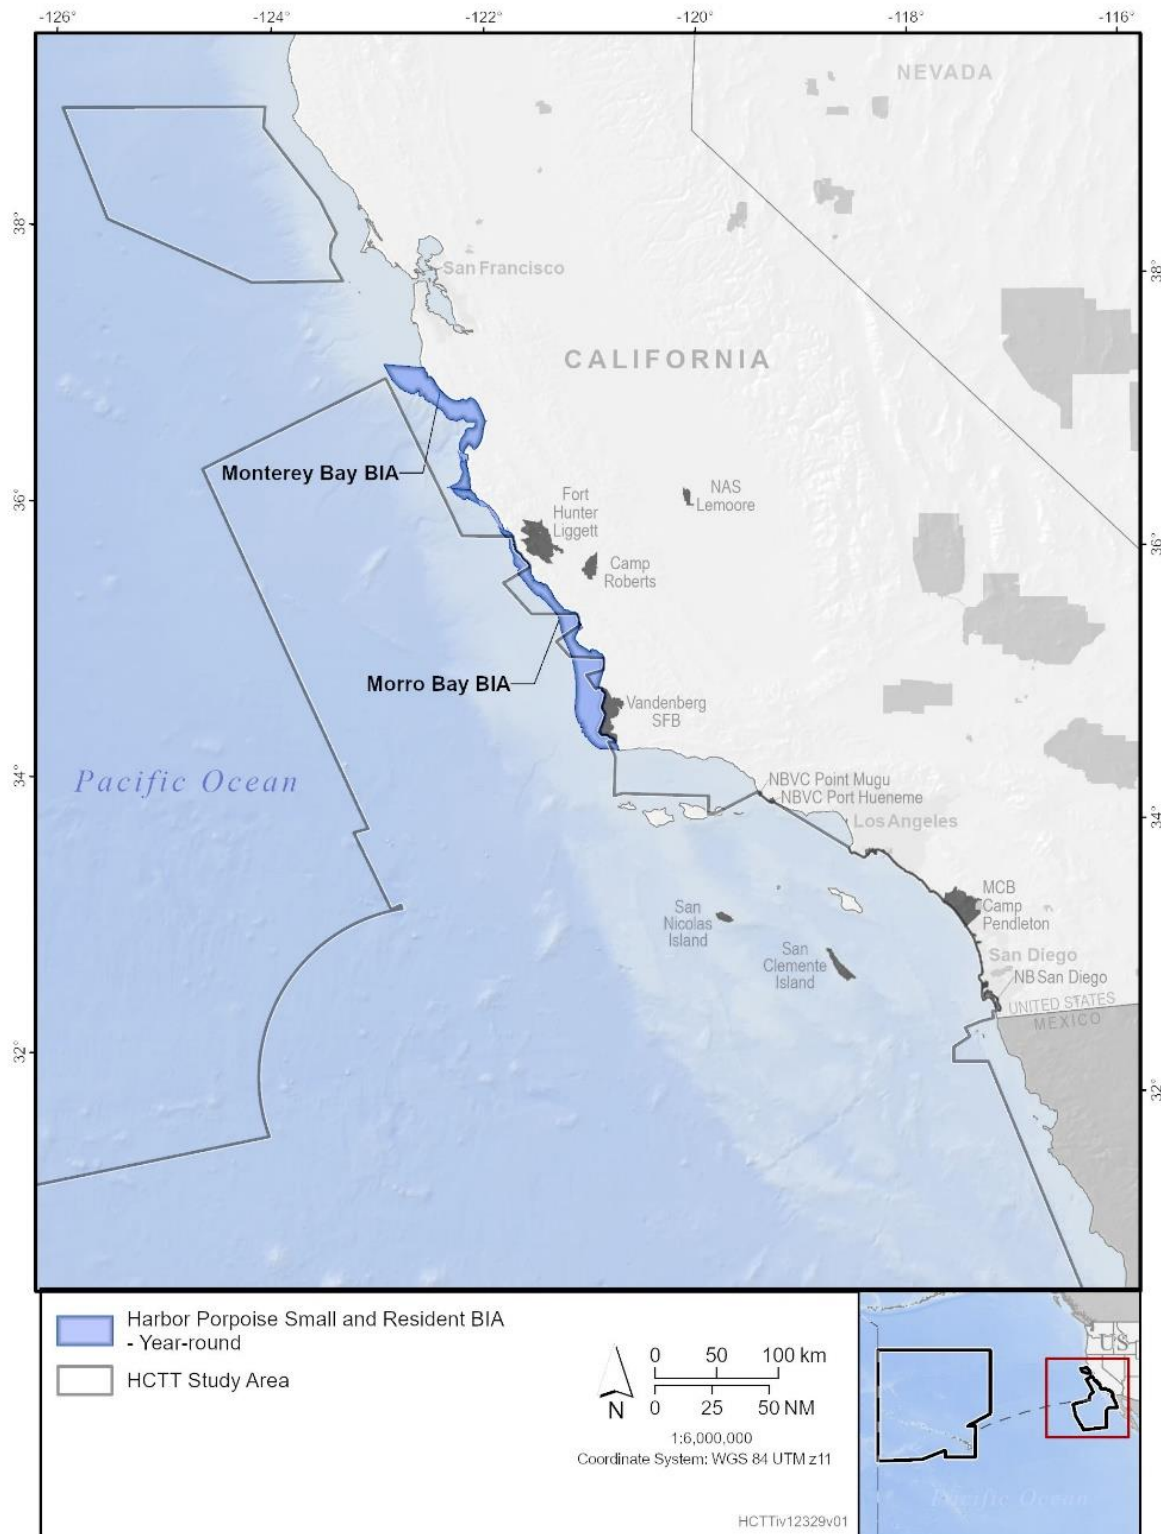 -126°
-124°
-122°
-120°
-118°
-116°
NEVADA
38°
38°
San Francisco
CALIFORNIA
Monterey Bay BIA
36°
36°
Fort
Hunter
Liggett
NAS
Lemoore
Camp
Roberts
Morro Bay BIA
Vandenberg
SFB
Pacific Ocean
34°
34°
NBVC Point Mugu
NBVC Port Hueneme
Los Angeles
MCB
Camp
Pendleton
San
Nicolas
Island
San
Clemente
Island
San Diego
NB San Diego
UNITED STATES
MEXICO
32°
32°
Harbor Porpoise Small and Resident BIA
- Year-round
HCTT Study Area
N
0 50 100 km
0 25 50 NM
1:6,000,000
Coordinate System: WGS 84 UTM z11
HCTTiv12329v01
US
Pacific Ocean